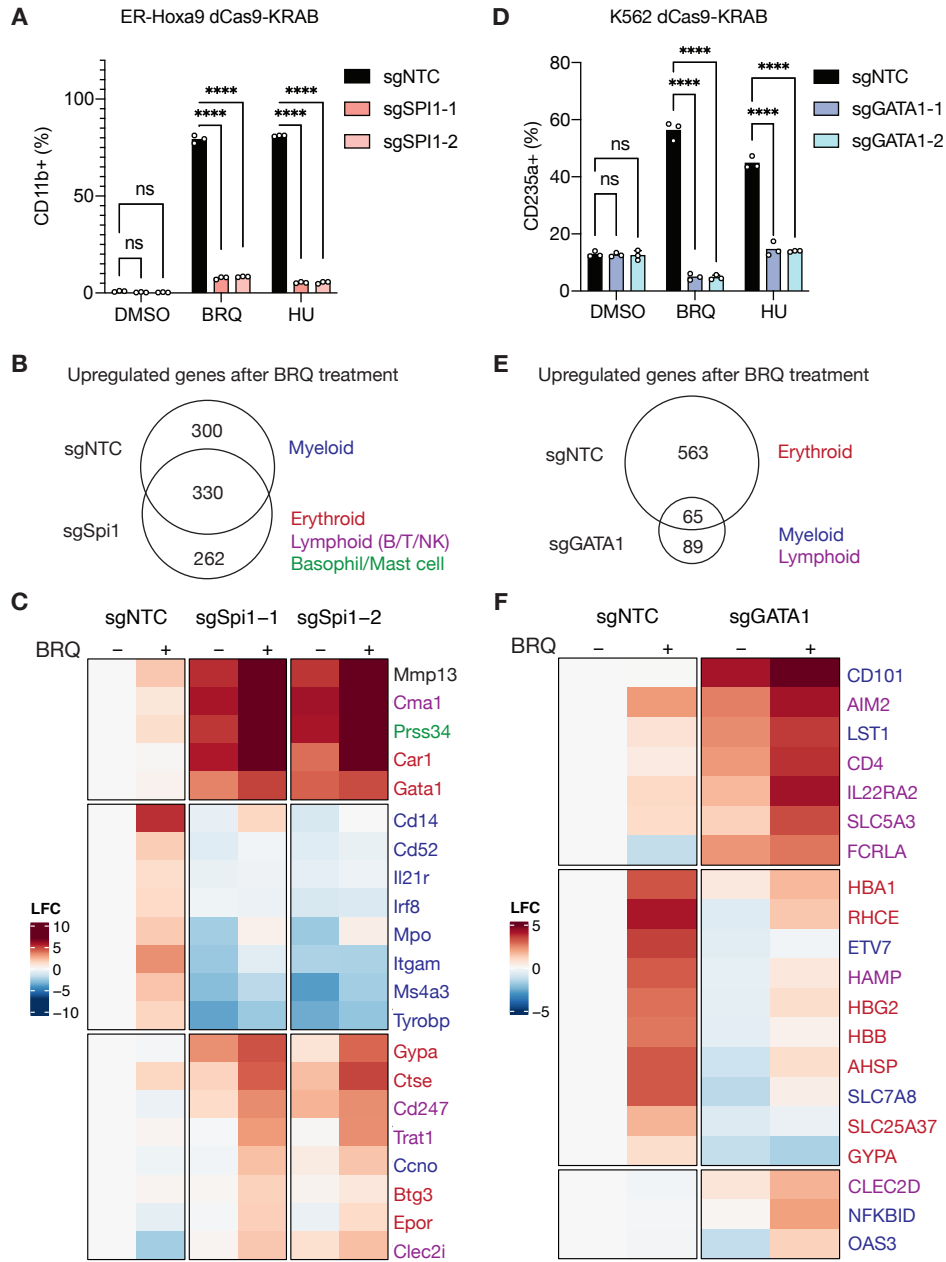 A
ER-Hoxa9 dCas9-KRAB
CD11b+ (%)
100
50
0
ns
ns
****
****
****
****
DMSO
BRQ
HU
sgNTC
sgSPI1-1
sgSPI1-2
D
K562 dCas9-KRAB
CD235a+ (%)
80
60
40
20
0
ns
ns
****
****
****
****
DMSO
BRQ
HU
sgNTC
sgGATA1-1
sgGATA1-2
B
Upregulated genes after BRQ treatment
sgNTC
300
Myeloid
330
sgSpi1
262
Erythroid
Lymphoid (B/T/NK)
Basophil/Mast cell
E
Upregulated genes after BRQ treatment
sgNTC
563
Erythroid
65
sgGATA1
89
Myeloid
Lymphoid
C
sgNTC sgSpi1–1 sgSpi1–2
BRQ – + – + – +
Mmp13
Cma1
Prss34
Car1
Gata1
Cd14
Cd52
Il21r
Irf8
Mpo
Itgam
Ms4a3
Tyrobp
Gypa
Ctse
Cd247
Trat1
Ccno
Btg3
Epor
Clec2i
LFC
10
5
0
−5
−10
F
sgNTC sgGATA1
BRQ – + – +
CD101
AIM2
LST1
CD4
IL22RA2
SLC5A3
FCRLA
HBA1
RHCE
ETV7
HAMP
HBG2
HBB
AHSP
SLC7A8
SLC25A37
GYPA
CLEC2D
NFKBID
OAS3
LFC
5
0
−5